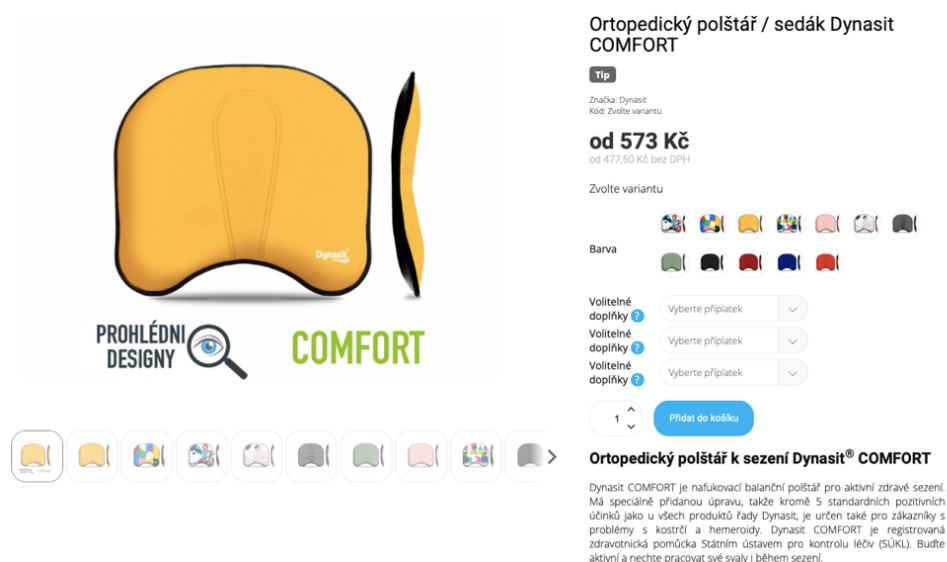 Dynasit®
PROHLÉDNI
DESIGNY
COMFORT
Ortopedický polštář / sedák Dynasit
COMFORT
Tip
Značka: Dynasit
Kód: Zvolte variantu
od 573 Kč
od 477,50 Kč bez DPH
Zvolte variantu
Barva
Volitelné
doplňky ?
Vyberte příplatek
Volitelné
doplňky ?
Vyberte příplatek
Volitelné
doplňky ?
Vyberte příplatek
1
Přidat do košíku
Ortopedický polštář k sezení Dynasit® COMFORT
Dynasit COMFORT je nafukovací balanční polštář pro aktivní zdravé sezení.
Má speciálně přidanou úpravu, takže kromě 5 standardních pozitivních
účinků jako u všech produktů řady Dynasit, je určen také pro zákazníky s
problémy s kostrčí a hemeroidy. Dynasit COMFORT je registrovaná
zdravotnická pomůcka Státním ústavem pro kontrolu léčiv (SÚKL). Buďte
aktivní a nechte pracovat své svaly i během sezení.